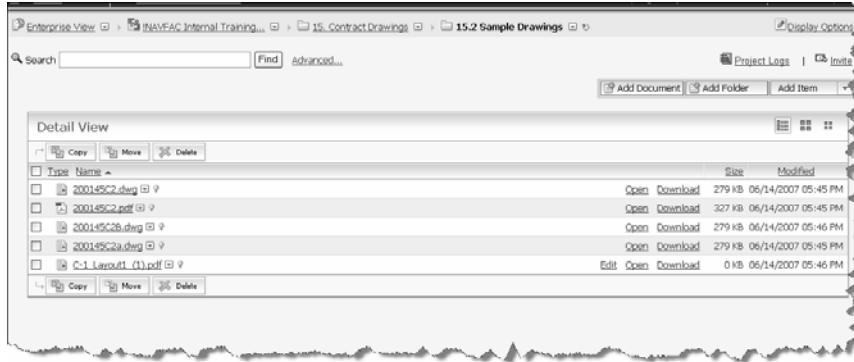 Enterprise View › !NAVFAC Internal Training... › 15. Contract Drawings › 15.2 Sample Drawings
Display Options
Search Find Advanced...
Project Logs | Invite
Add Document Add Folder Add Item
Detail View
Copy Move Delete
Type Name Size Modified
200145C2.dwg Open Download 279 KB 06/14/2007 05:45 PM
200145C2.pdf Open Download 327 KB 06/14/2007 05:45 PM
200145C2B.dwg Open Download 279 KB 06/14/2007 05:46 PM
200145C2a.dwg Open Download 279 KB 06/14/2007 05:45 PM
C-1_Layout1_(1).pdf Edit Open Download 0 KB 06/14/2007 05:46 PM
Copy Move Delete